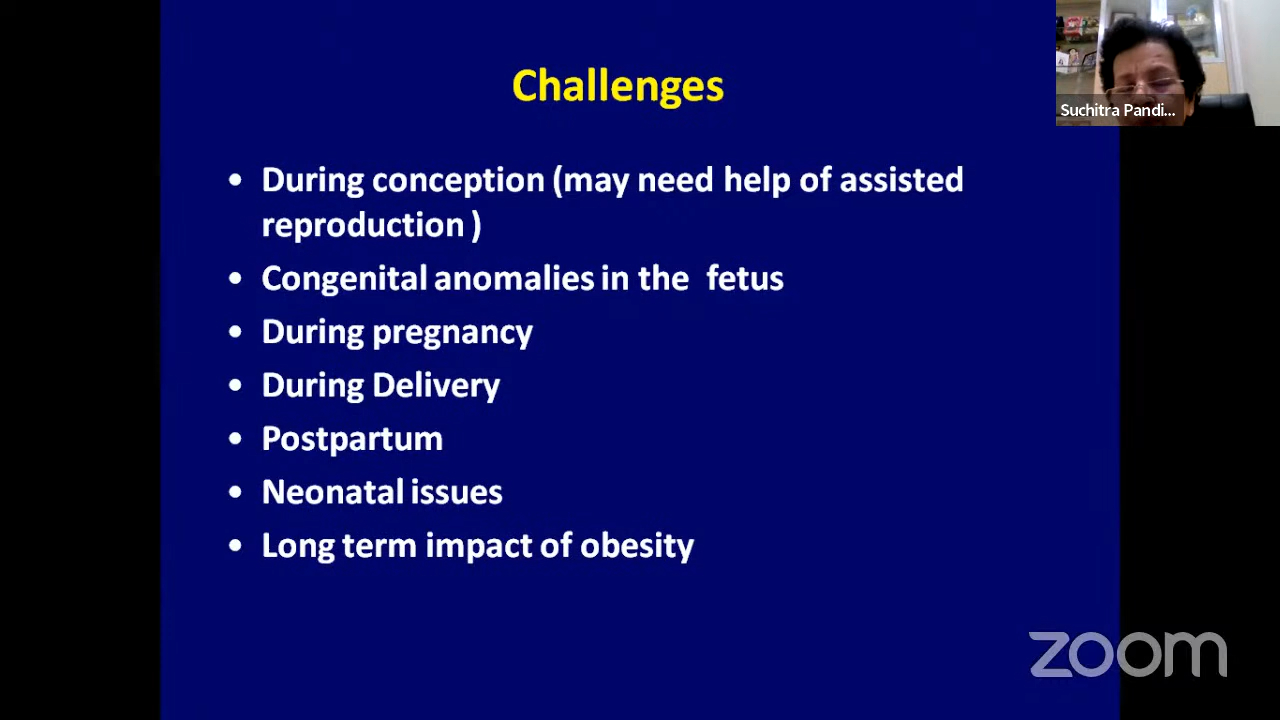 Challenges
Suchitra Pandi...
• During conception (may need help of assisted
reproduction )
• Congenital anomalies in the fetus
• During pregnancy
• During Delivery
• Postpartum
• Neonatal issues
• Long term impact of obesity
zoom